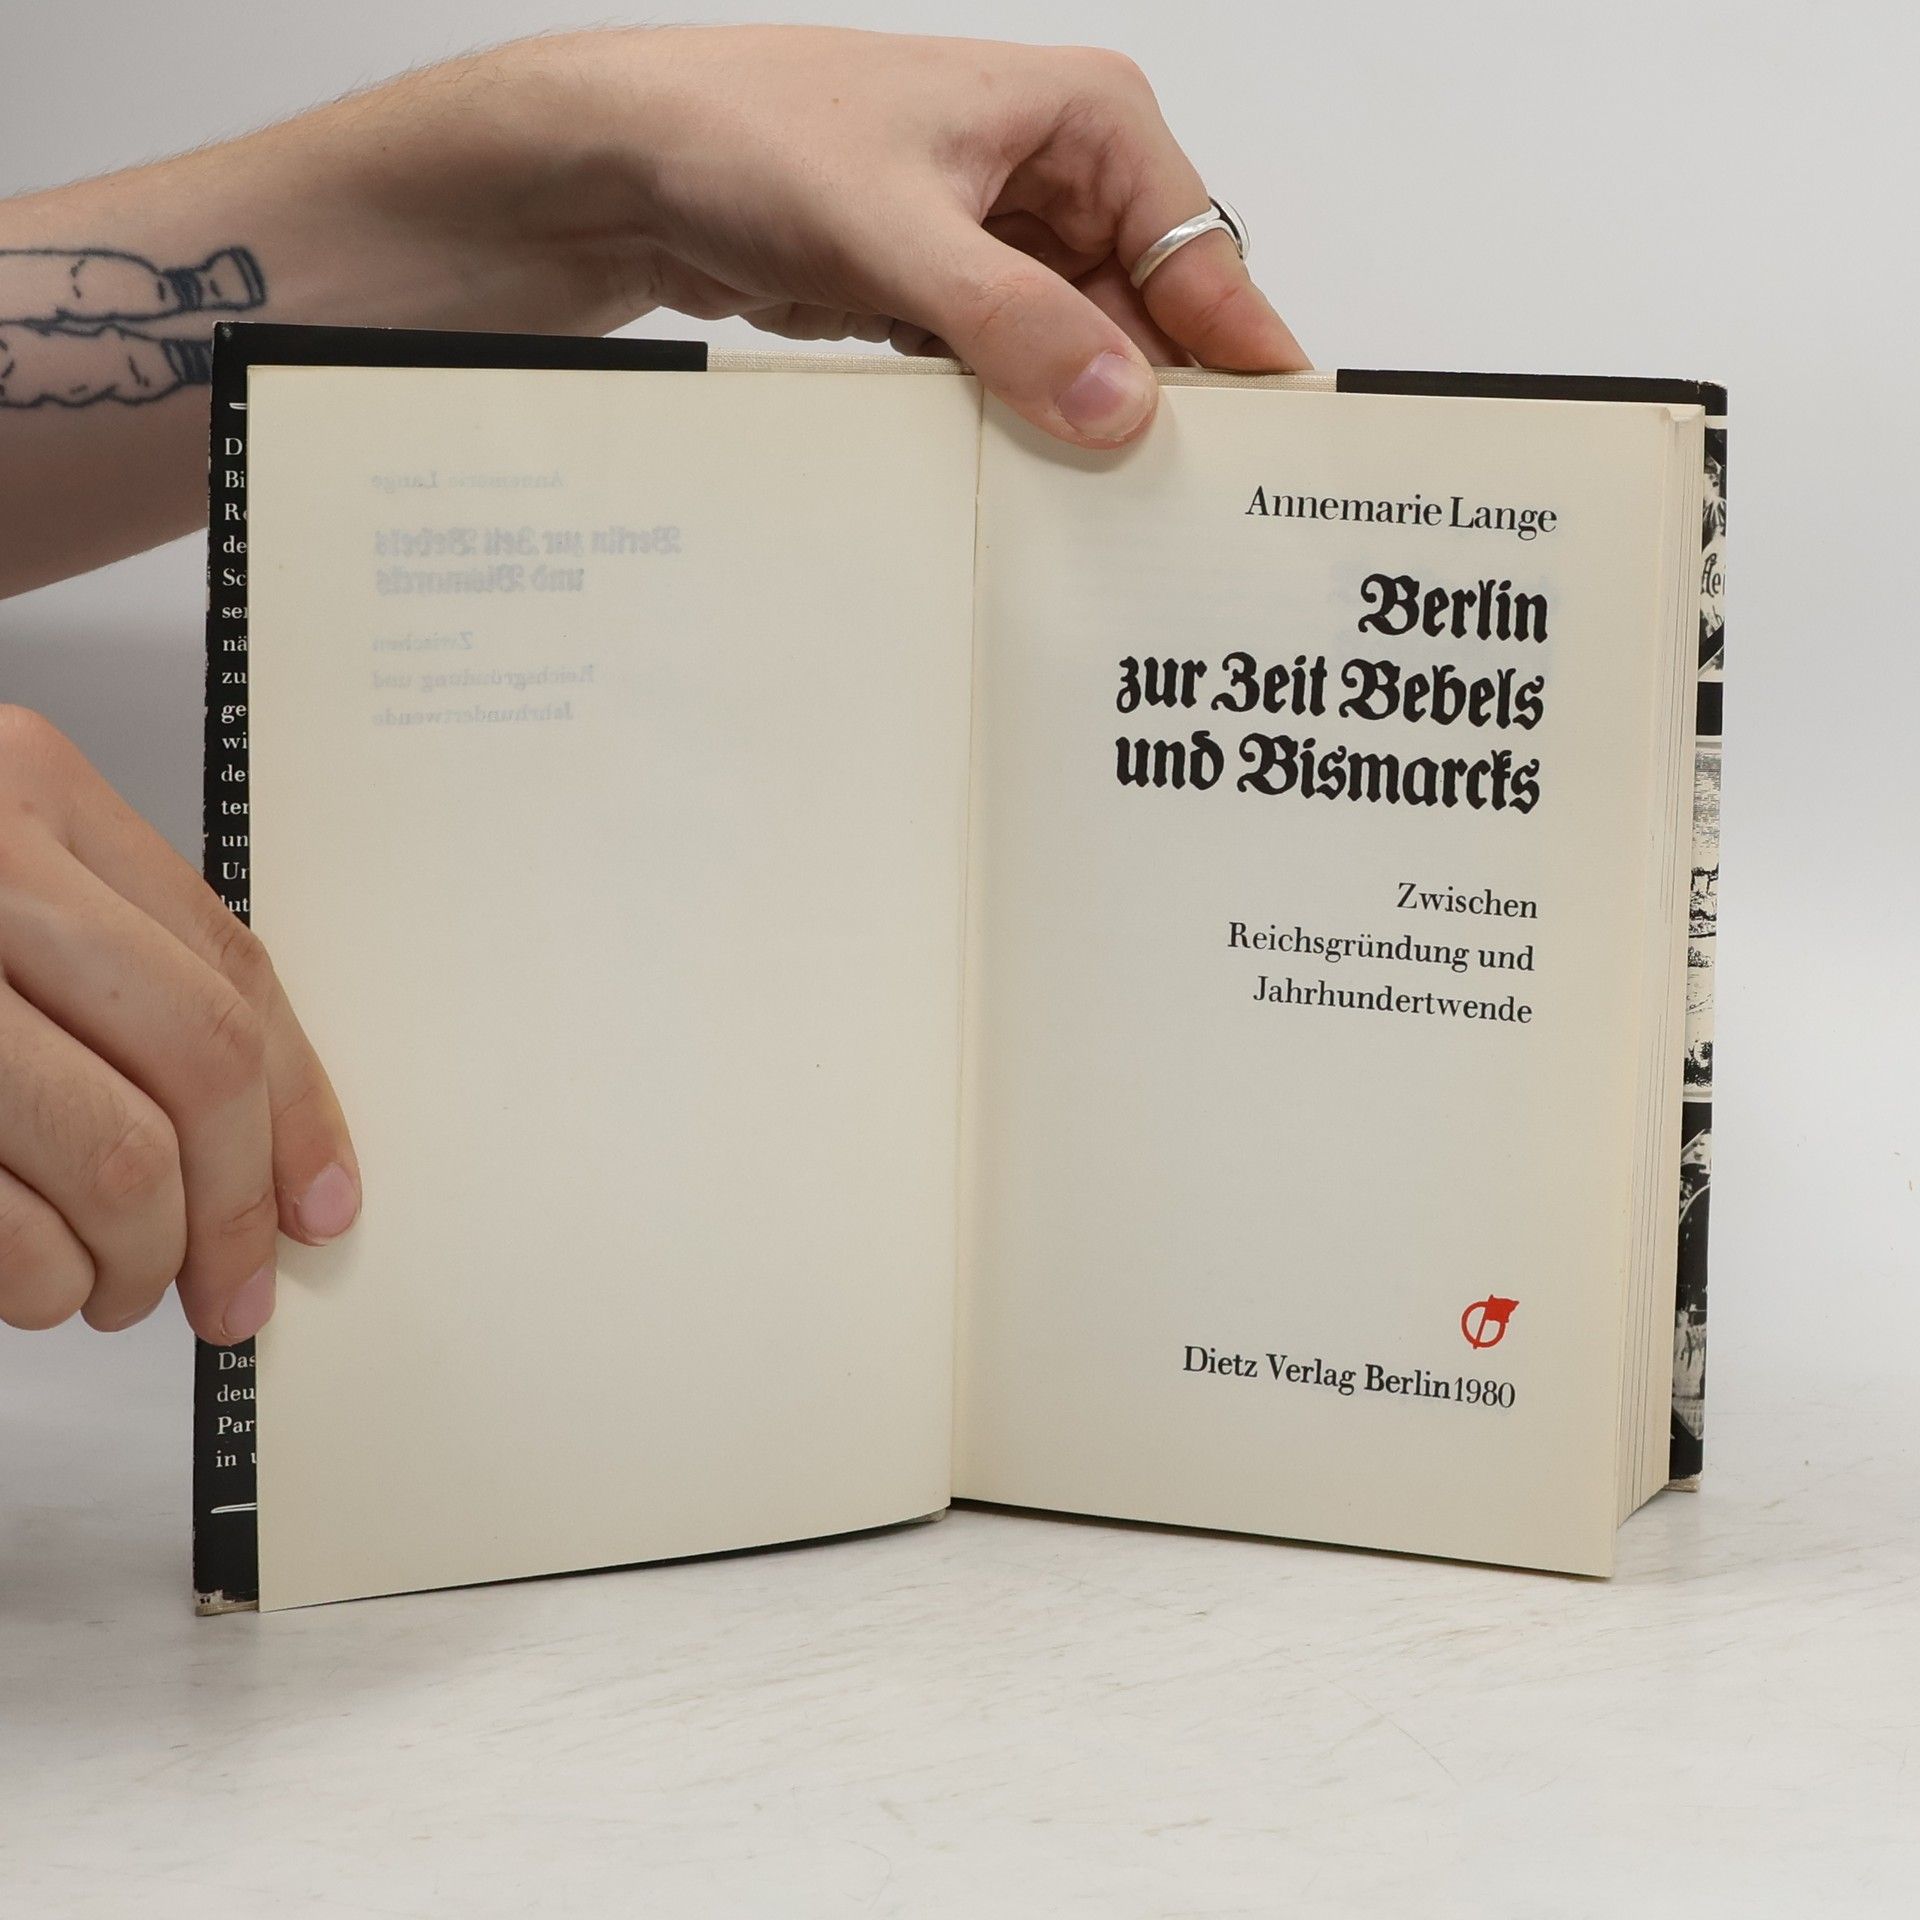 Annemarie Lange
Berlin
zur Zeit Bebels
und Bismarcks
Zwischen
Reichsgründung und
Jahrhundertwende
Dietz Verlag Berlin 1980